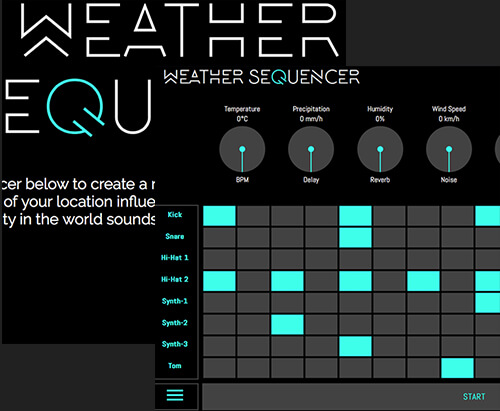 WEATHER
SEQU
cer below to create a r
of your location influe
ty in the world sounds
WEATHER SEQUENCER
Temperature Precipitation Humidity Wind Speed
0°C 0 mm/h 0% 0 km/h
BPM Delay Reverb Noise
Kick
Snare
Hi-Hat 1
Hi-Hat 2
Synth-1
Synth-2
Synth-3
Tom
START